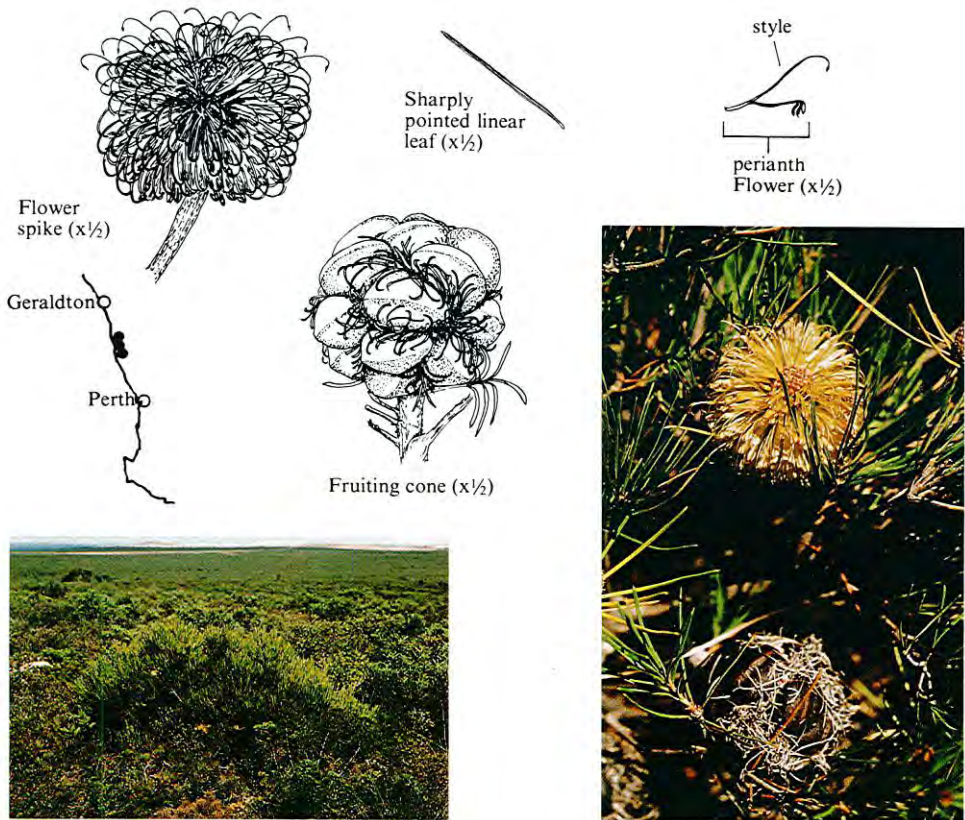 style
Sharply
pointed linear
leaf (x½)
perianth
Flower (x½)
Flower
spike (x½)
Geraldton
Perth
Fruiting cone (x½)